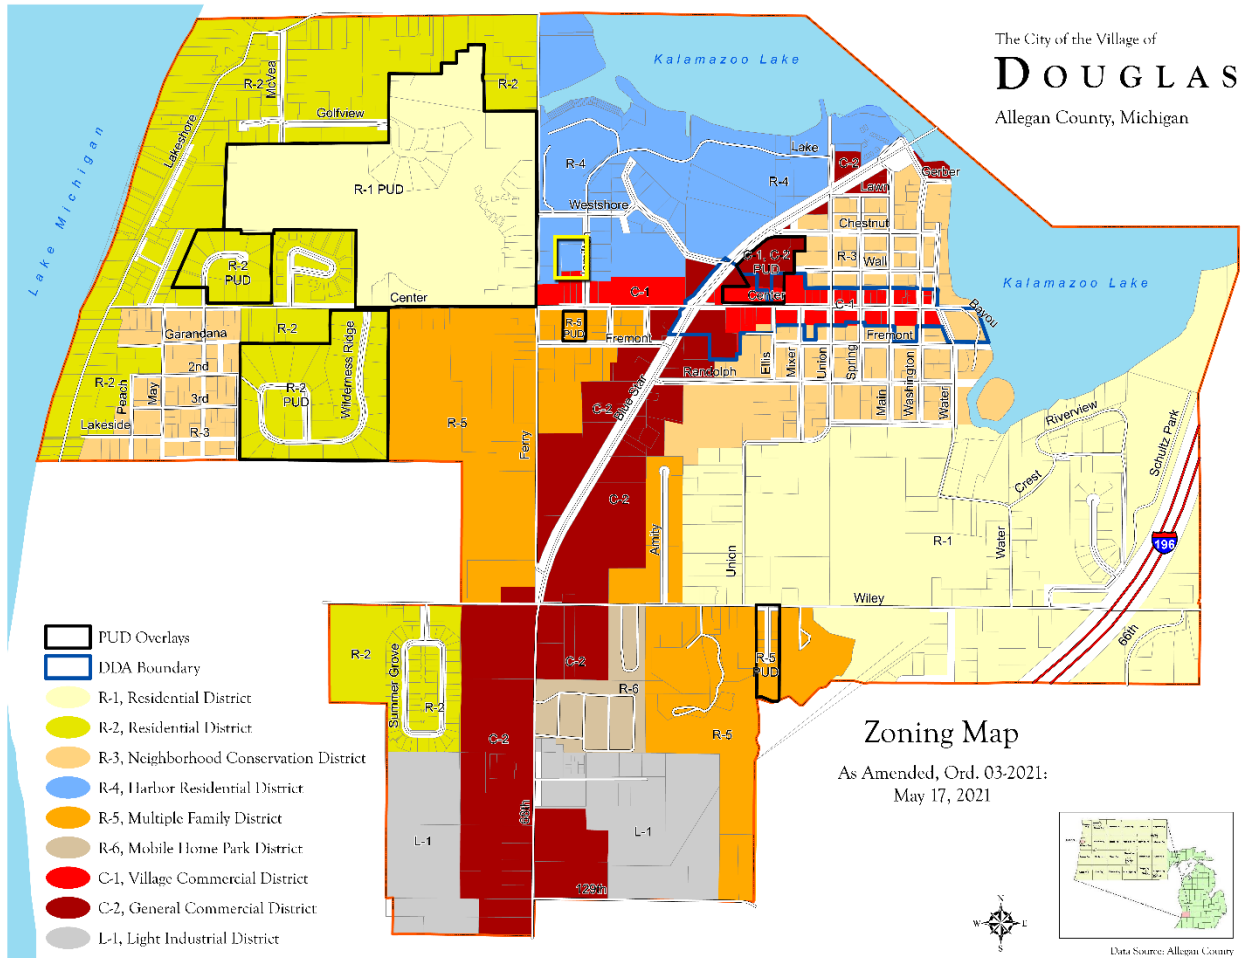 The City of the Village of
DOUGLAS
Allegan County, Michigan
Kalamazoo Lake
Lake Michigan
Kalamazoo Lake
R-2
McVea
R-2
Golfview
Lakeshore
R-1 PUD
R-4
Lake
R-4
C-2
Gerber
Lawn
Westshore
Chestnut
R-3
Wall
C-1, C-2
PUD
R-2
PUD
Center
C-1
Center
C-1
Bayou
R-5
PUD
Fremont
Fremont
Garandana
R-2
2nd
R-2
Peach
May
3rd
Lakeside
R-3
R-2
PUD
Wilderness Ridge
Randolph
Ellis
Mixer
Union
Spring
Main
Washington
Water
Blue Star
C-2
R-5
Ferry
C-2
Amity
Union
Riverview
Crest
Schultz Park
R-1
Water
196
Wiley
66th
R-2
Summer Grove
R-2
C-2
R-6
R-5
PUD
R-5
C-2
L-1
L-1
129th
PUD Overlays
DDA Boundary
R-1, Residential District
R-2, Residential District
R-3, Neighborhood Conservation District
R-4, Harbor Residential District
R-5, Multiple Family District
R-6, Mobile Home Park District
C-1, Village Commercial District
C-2, General Commercial District
L-1, Light Industrial District
Zoning Map
As Amended, Ord. 03-2021:
May 17, 2021
N
W
E
S
Data Source: Allegan County